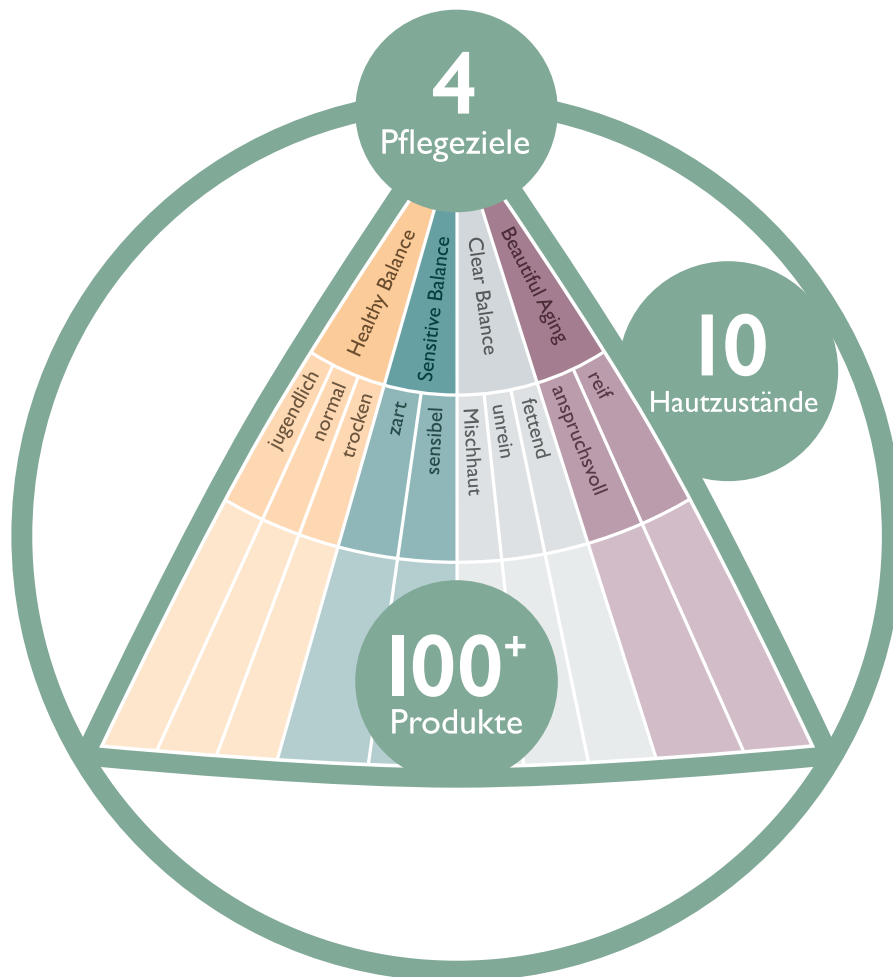 4
Pflegeziele
Healthy Balance
Sensitive Balance
Clear Balance
Beautiful Aging
10
Hautzustände
jugendlich
normal
trocken
zart
sensibel
Mischhaut
unrein
fettend
anspruchsvoll
reif
100+
Produkte